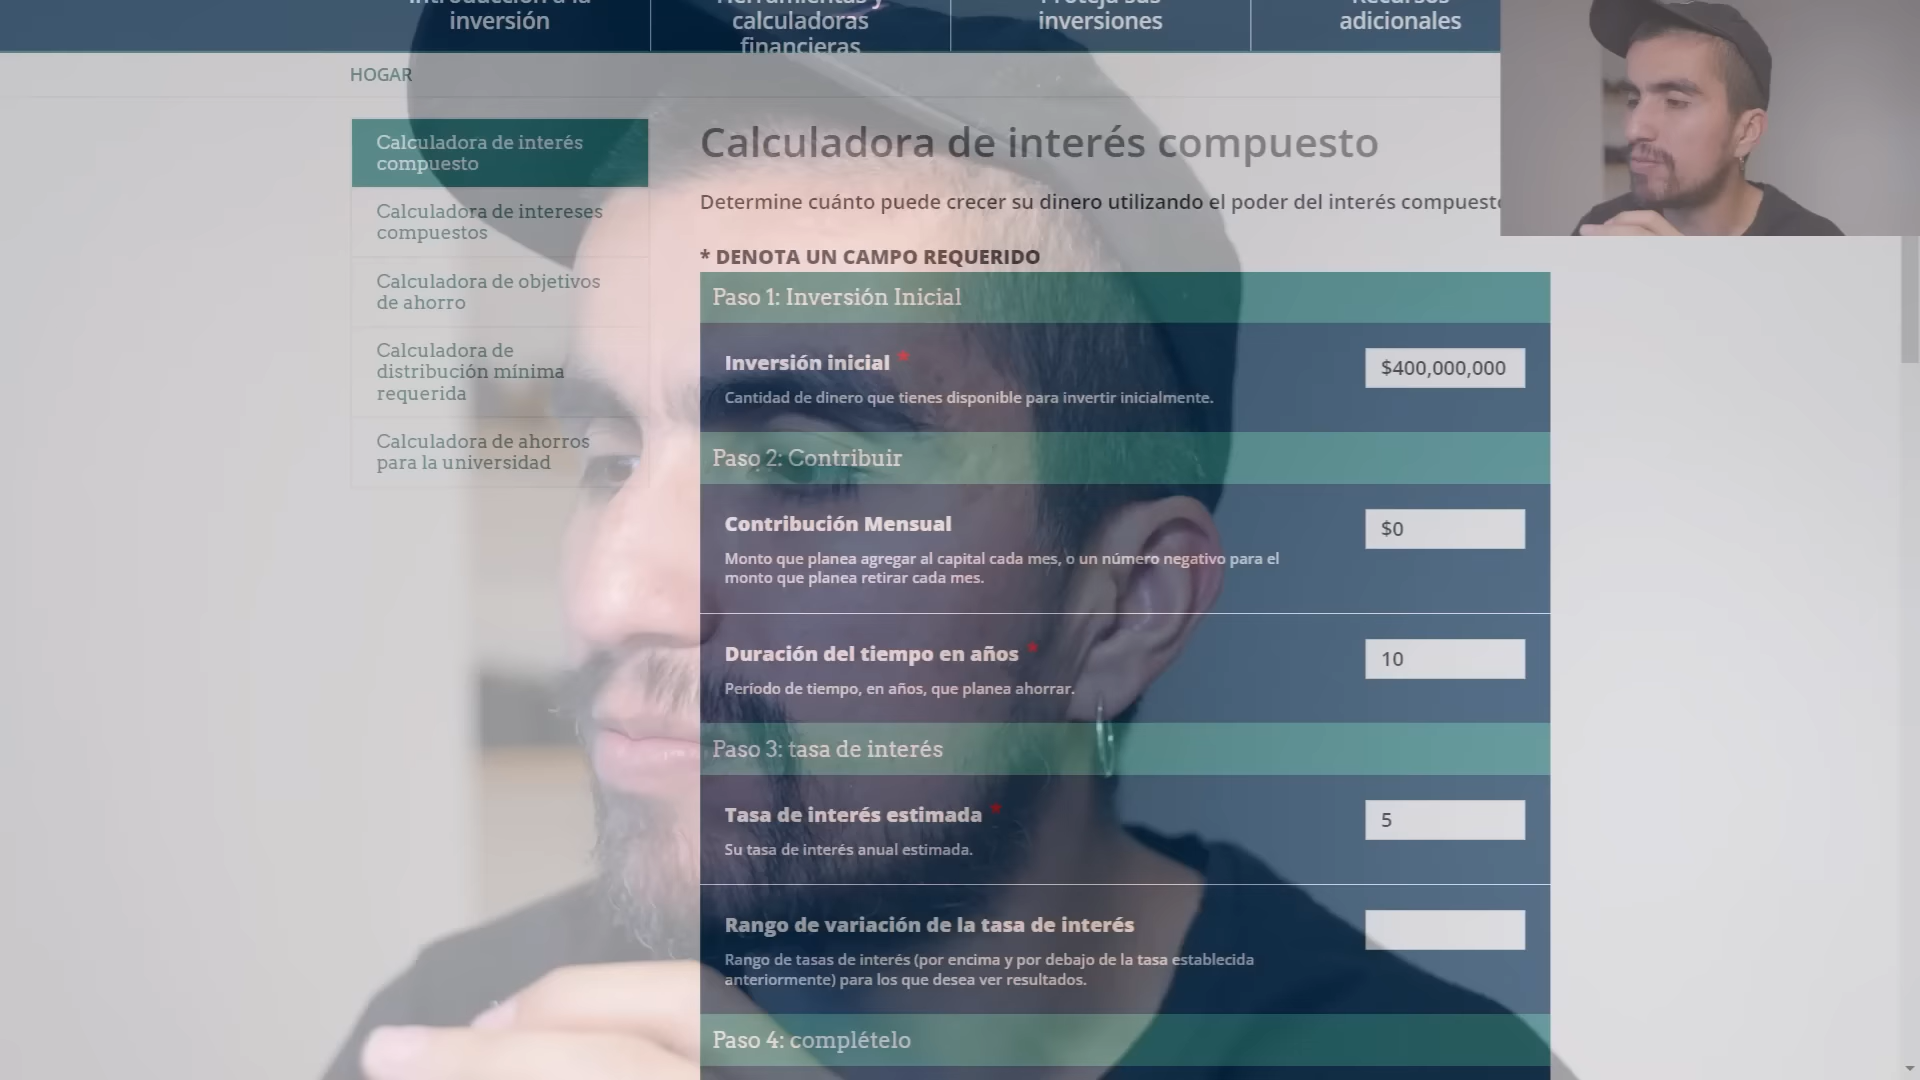 Introducción a la
inversión
Herramientas y
calculadoras
financieras
Proteja sus
inversiones
Recursos
adicionales
HOGAR
Calculadora de interés
compuesto
Calculadora de intereses
compuestos
Calculadora de objetivos
de ahorro
Calculadora de
distribución mínima
requerida
Calculadora de ahorros
para la universidad
Calculadora de interés compuesto
Determine cuánto puede crecer su dinero utilizando el poder del interés compuesto
* DENOTA UN CAMPO REQUERIDO
Paso 1: Inversión Inicial
Inversión inicial *
$400,000,000
Cantidad de dinero que tienes disponible para invertir inicialmente.
Paso 2: Contribuir
Contribución Mensual
$0
Monto que planea agregar al capital cada mes, o un número negativo para el
monto que planea retirar cada mes.
Duración del tiempo en años *
10
Período de tiempo, en años, que planea ahorrar.
Paso 3: tasa de interés
Tasa de interés estimada *
5
Su tasa de interés anual estimada.
Rango de variación de la tasa de interés
Rango de tasas de interés (por encima y por debajo de la tasa establecida
anteriormente) para los que desea ver resultados.
Paso 4: complételo